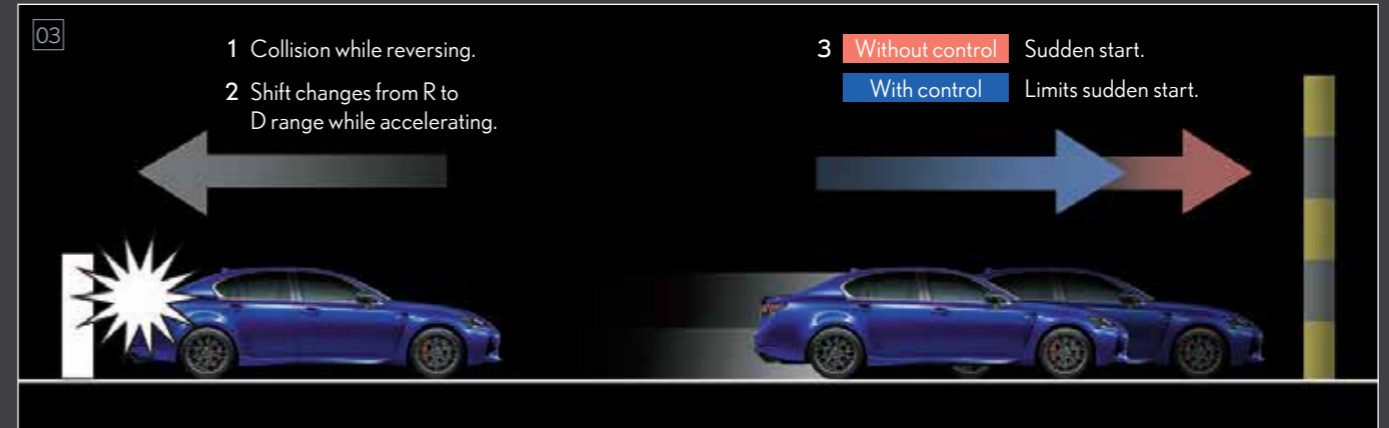 03
1 Collision while reversing.
2 Shift changes from R to
D range while accelerating.
3 Without control Sudden start.
With control Limits sudden start.